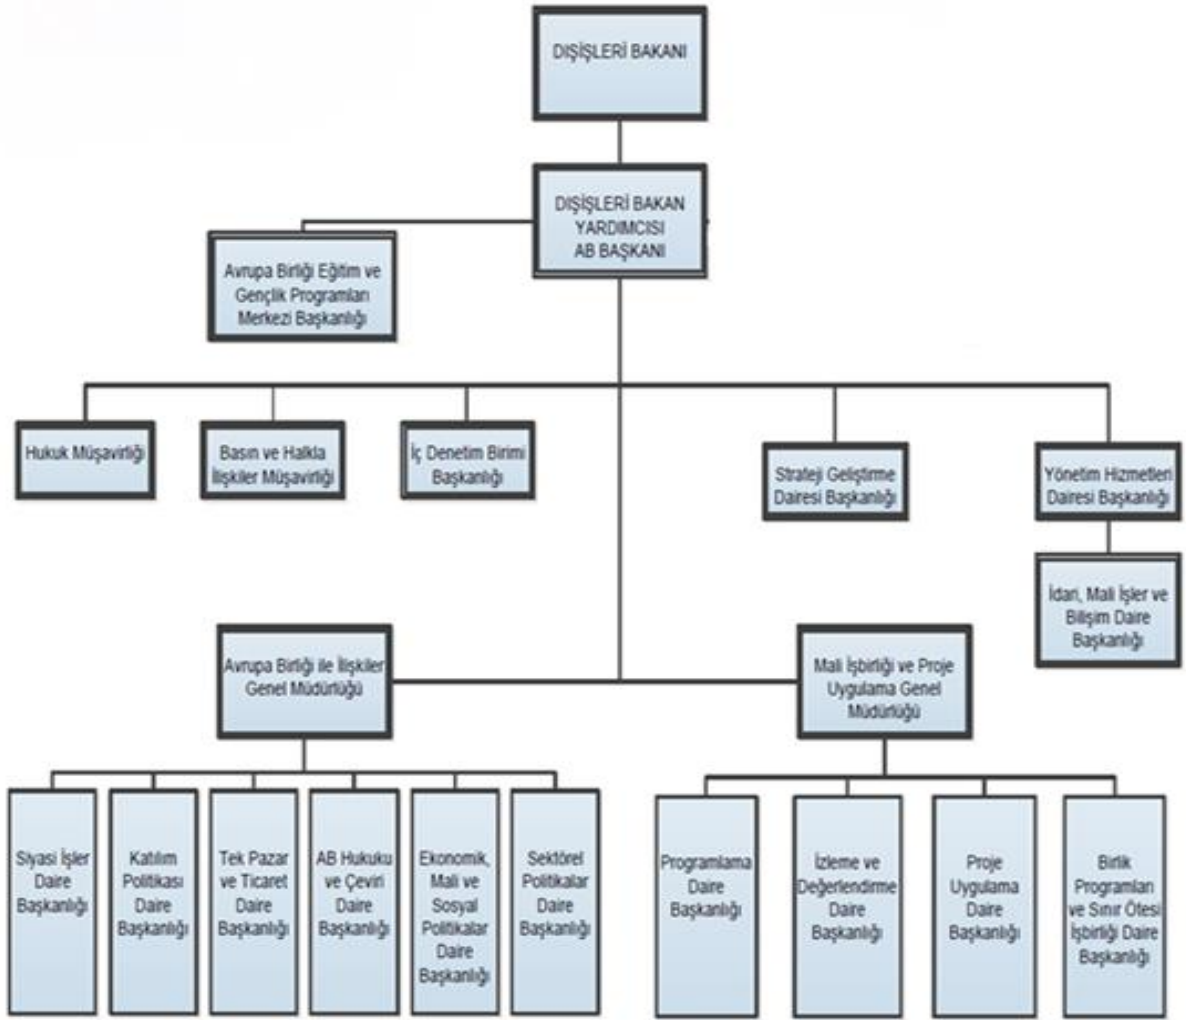 DIŞİŞLERİ BAKANI
DIŞİŞLERİ BAKAN
YARDIMCISI
AB BAŞKANI
Avrupa Birliği Eğitim ve
Gençlik Programları
Merkezi Başkanlığı
Hukuk Müşavirliği
Basın ve Halkla
İlişkiler Müşavirliği
İç Denetim Birimi
Başkanlığı
Strateji Geliştirme
Dairesi Başkanlığı
Yönetim Hizmetleri
Dairesi Başkanlığı
İdari, Mali İşler ve
Bilişim Daire
Başkanlığı
Avrupa Birliği ile İlişkiler
Genel Müdürlüğü
Mali İşbirliği ve Proje
Uygulama Genel
Müdürlüğü
Siyasi İşler
Daire
Başkanlığı
Katılım
Politikası
Daire
Başkanlığı
Tek Pazar
ve Ticaret
Daire
Başkanlığı
AB Hukuku
ve Çeviri
Daire
Başkanlığı
Ekonomik,
Mali ve
Sosyal
Politikalar
Daire
Başkanlığı
Sektörel
Politikalar
Daire
Başkanlığı
Programlama
Daire
Başkanlığı
İzleme ve
Değerlendirme
Daire
Başkanlığı
Proje
Uygulama
Daire
Başkanlığı
Birlik
Programları
ve Sınır Ötesi
İşbirliği Daire
Başkanlığı